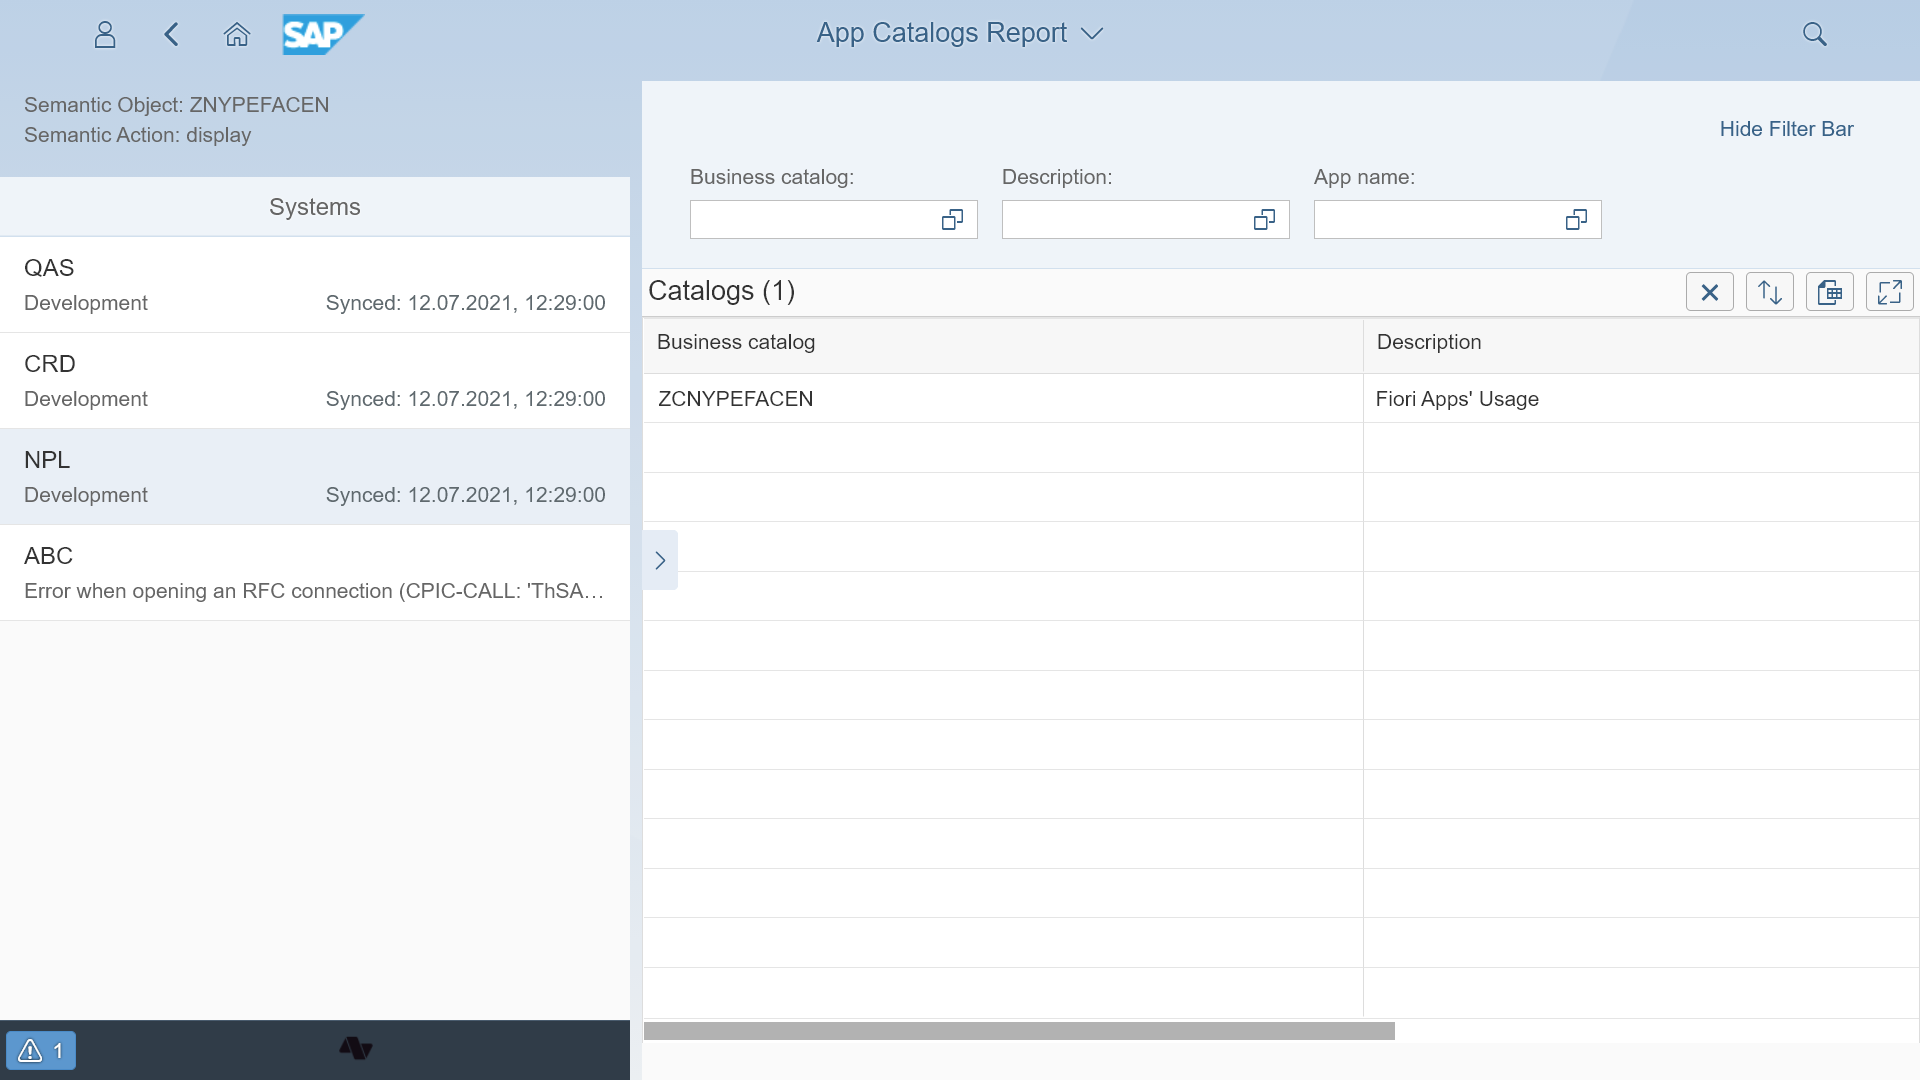 SAP
App Catalogs Report
Semantic Object: ZNYPEFACEN
Semantic Action: display
Systems
QAS
Development Synced: 12.07.2021, 12:29:00
CRD
Development Synced: 12.07.2021, 12:29:00
NPL
Development Synced: 12.07.2021, 12:29:00
ABC
Error when opening an RFC connection (CPIC-CALL: 'ThSA...
1
Hide Filter Bar
Business catalog: Description: App name:
Catalogs (1)
Business catalog Description
ZCNYPEFACEN Fiori Apps' Usage